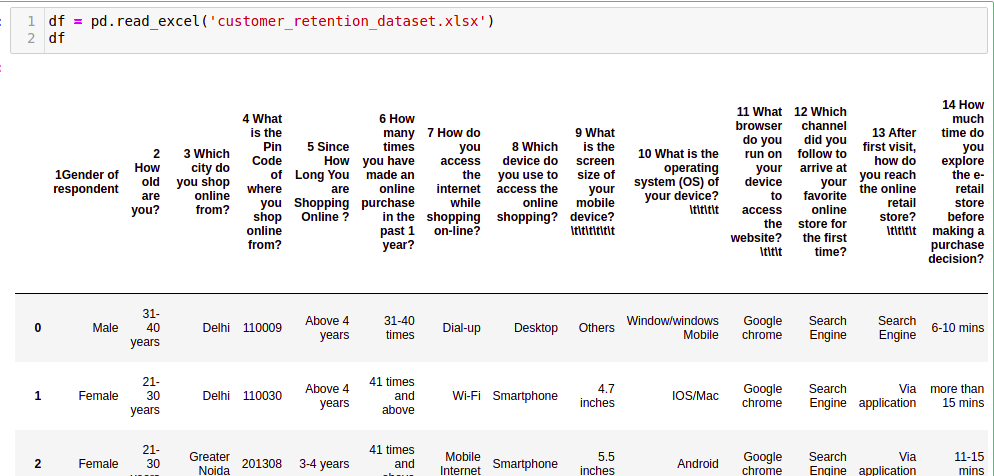 1 df = pd.read_excel('customer_retention_dataset.xlsx')
2 df
1Gender of
respondent
2
How
old
are
you?
3 Which
city do
you shop
online
from?
4 What
is the
Pin
Code
of
where
you
shop
online
from?
5 Since
How
Long You
are
Shopping
Online ?
6 How
many
times
you have
made an
online
purchase
in the
past 1
year?
7 How do
you
access
the
internet
while
shopping
on-line?
8 Which
device do
you use to
access the
online
shopping?
9 What
is the
screen
size of
your
mobile
device?
\t\t\t\t\t\t
10 What is the
operating
system (OS) of
your device?
\t\t\t\t
11 What
browser
do you
run on
your
device
to
access
the
website?
\t\t\t
12 Which
channel
did you
follow to
arrive at
your
favorite
online
store for
the first
time?
13 After
first visit,
how do
you reach
the online
retail
store?
\t\t\t\t
14 How
much
time do
you
explore
the e-
retail
store
before
making a
purchase
decision?
0
Male
31-
40
years
Delhi
110009
Above 4
years
31-40
times
Dial-up
Desktop
Others
Window/windows
Mobile
Google
chrome
Search
Engine
Search
Engine
6-10 mins
1
Female
21-
30
years
Delhi
110030
Above 4
years
41 times
and
above
Wi-Fi
Smartphone
4.7
inches
IOS/Mac
Google
chrome
Search
Engine
Via
application
more than
15 mins
2
Female
21-
30
Greater
Noida
201308
3-4 years
41 times
and
Mobile
Internet
Smartphone
5.5
inches
Android
Google
chrome
Search
Engine
Via
application
11-15
mins